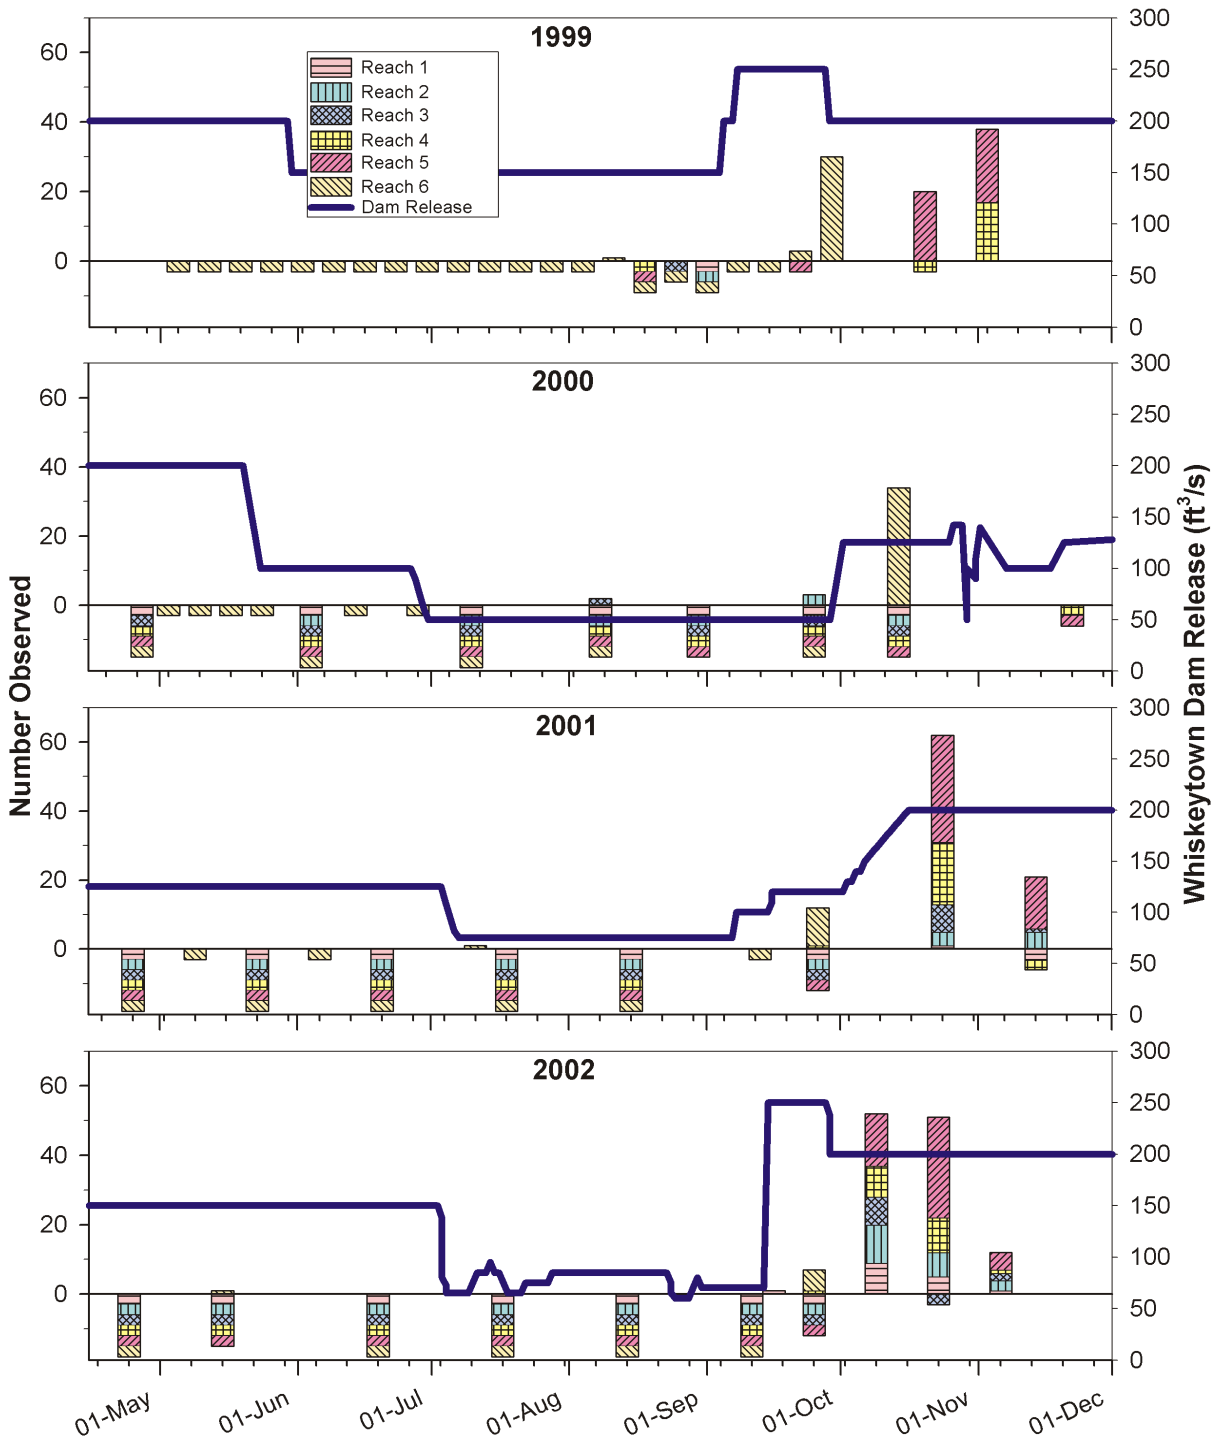 1999
Reach 1
Reach 2
Reach 3
Reach 4
Reach 5
Reach 6
Dam Release
60
40
20
0
300
250
200
150
100
50
0
2000
60
40
20
0
300
250
200
150
100
50
0
2001
60
40
20
0
300
250
200
150
100
50
0
2002
60
40
20
0
300
250
200
150
100
50
0
Number Observed
Whiskeytown Dam Release (ft³/s)
01-May
01-Jun
01-Jul
01-Aug
01-Sep
01-Oct
01-Nov
01-Dec